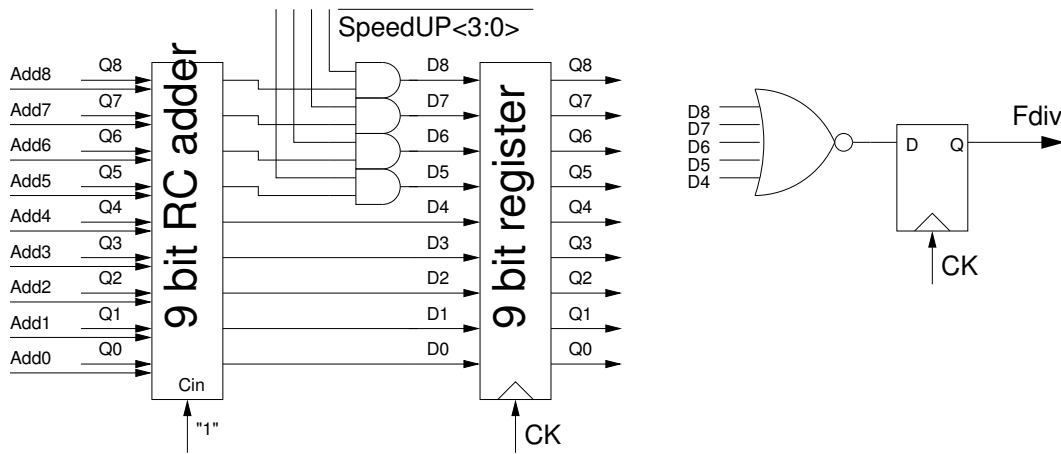 SpeedUP<3:0>
Add8 Q8
Add7 Q7
Add6 Q6
Add5 Q5
Add4 Q4
Add3 Q3
Add2 Q2
Add1 Q1
Add0 Q0
9 bit RC adder
Cin
"1"
D8
D7
D6
D5
D4
D3
D2
D1
D0
9 bit register
CK
Q8
Q7
Q6
Q5
Q4
Q3
Q2
Q1
Q0
D8
D7
D6
D5
D4
D Q
Fdiv
CK